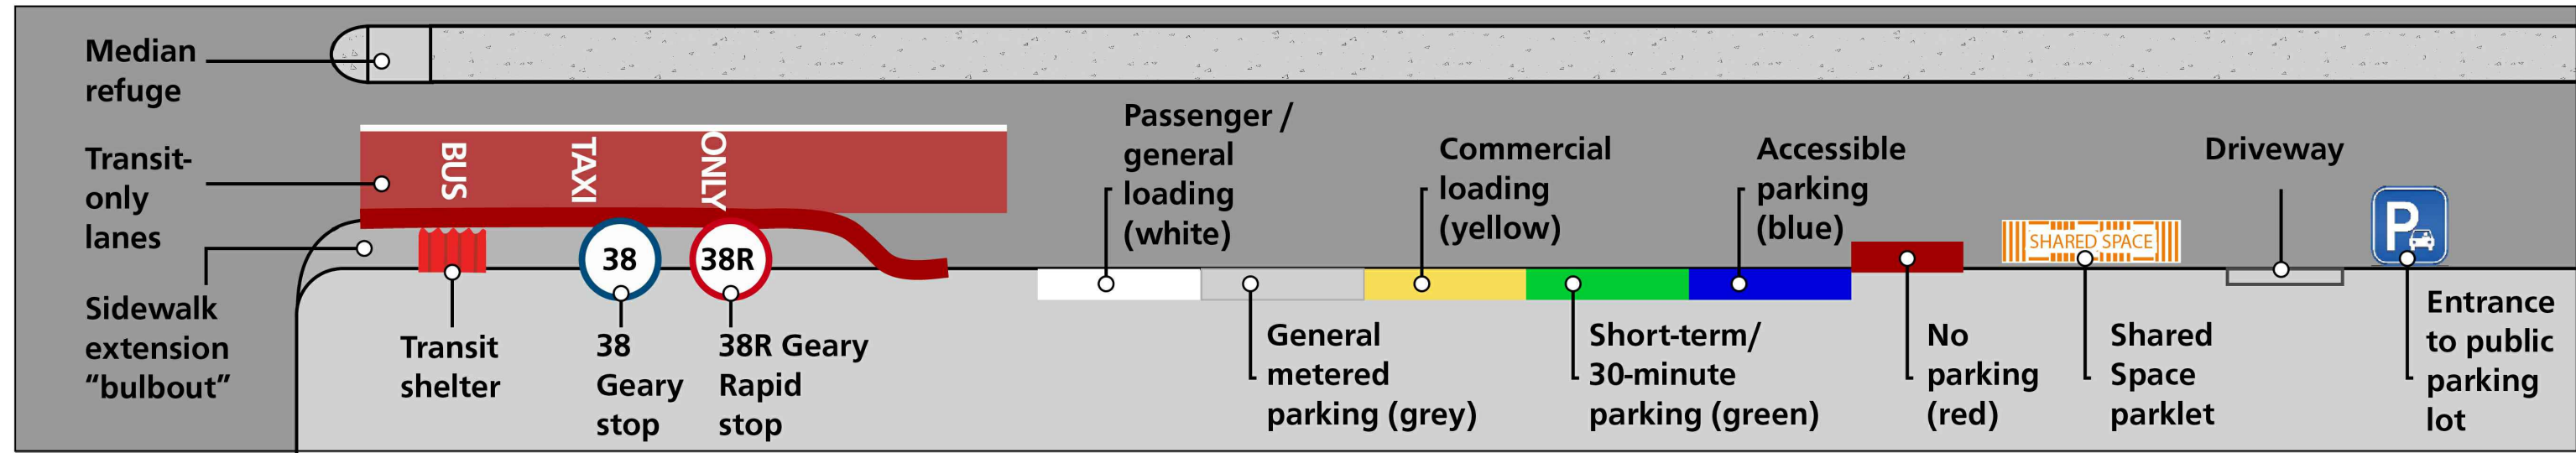 Median
refuge
Transit-
only
lanes
Sidewalk
extension
“bulbout”
BUS
TAXI
ONLY
38
38R
Transit
shelter
38
Geary
stop
38R Geary
Rapid
stop
Passenger /
general
loading
(white)
General
metered
parking (grey)
Commercial
loading
(yellow)
Short-term/
30-minute
parking (green)
Accessible
parking
(blue)
No
parking
(red)
SHARED SPACE
Shared
Space
parklet
Driveway
P
Entrance
to public
parking
lot